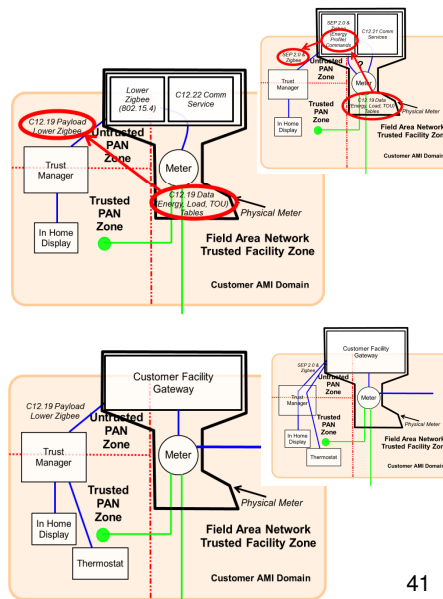 Lower
Zigbee
(802.15.4)
C12.22 Comm
Service
C12.19 Payload
Lower Zigbee
Untrusted
PAN
Zone
Trust
Manager
Meter
Trusted
PAN
Zone
C12.19 Data
(Energy, Load, TOU)
Tables
Physical Meter
In Home
Display
Field Area Network
Trusted Facility Zone
Customer AMI Domain
SEP 2.0 &
Zigbee
(Energy
Profile)
Commands
C12.21 Comm
Services
SEP 2.0 &
Zigbee
Untrusted
PAN Zone
Trust
Manager
Meter
Trusted
PAN
Zone
C12.19 Data
(Energy, Load, TOU)
Tables
Physical Meter
In Home
Display
Field Area Network
Trusted Facility Zone
Customer AMI Domain
Customer Facility
Gateway
C12.19 Payload
Lower Zigbee
Untrusted
PAN
Zone
Trust
Manager
Meter
Trusted
PAN
Zone
Physical Meter
In Home
Display
Field Area Network
Trusted Facility Zone
Thermostat
Customer AMI Domain
Customer Facility
Gateway
SEP 2.0 &
Zigbee
Untrusted
PAN Zone
Trust
Manager
Meter
Trusted
PAN
Zone
Physical Meter
In Home
Display
Field Area Network
Trusted Facility Zone
Thermostat
Customer AMI Domain
41